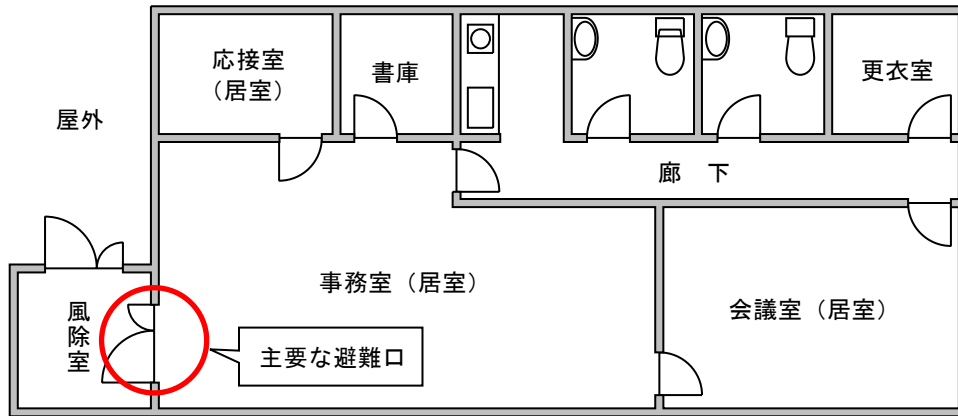 応接室
（居室）
書庫
更衣室
屋外
廊　下
事務室（居室）
風除室
会議室（居室）
主要な避難口